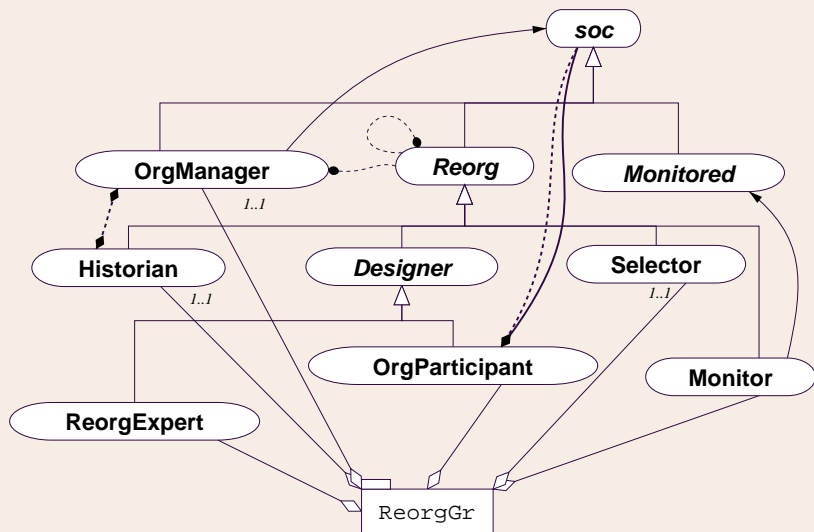 soc
OrgManager
Reorg
Monitored
1..1
Historian
Designer
Selector
1..1
1..1
OrgParticipant
Monitor
ReorgExpert
ReorgGr